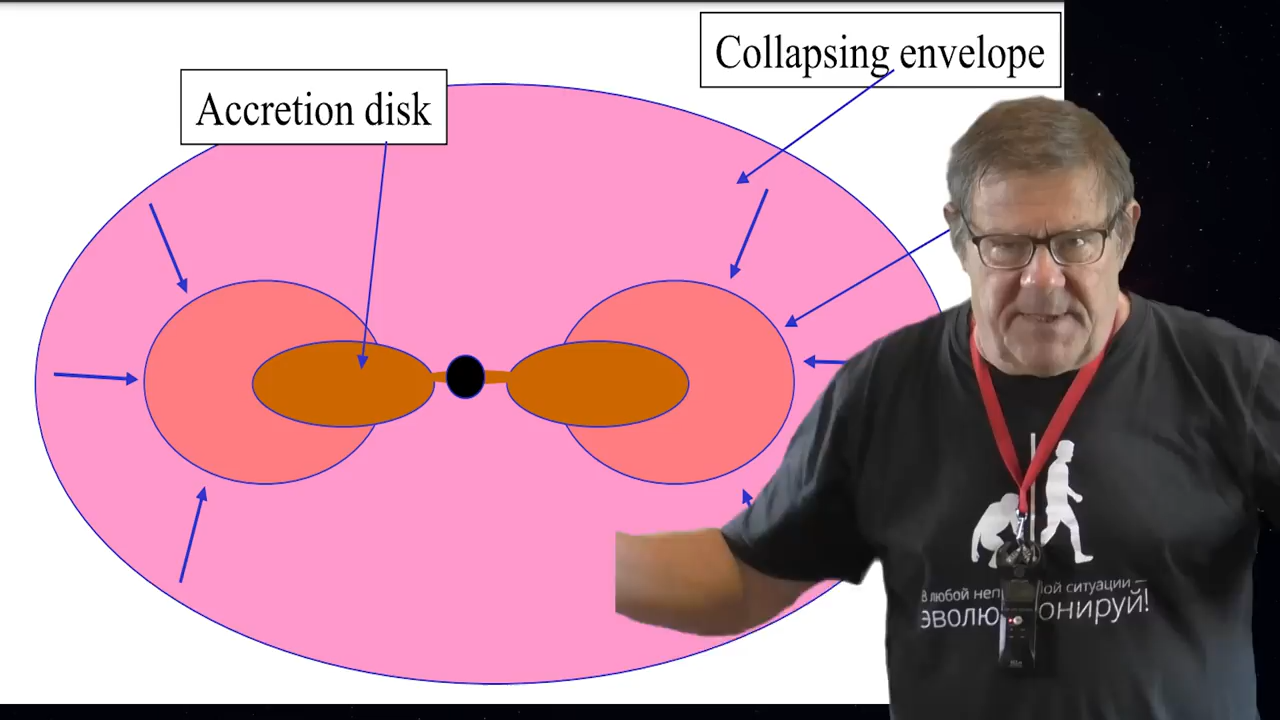 Collapsing envelope
Accretion disk
В любой ситуации —